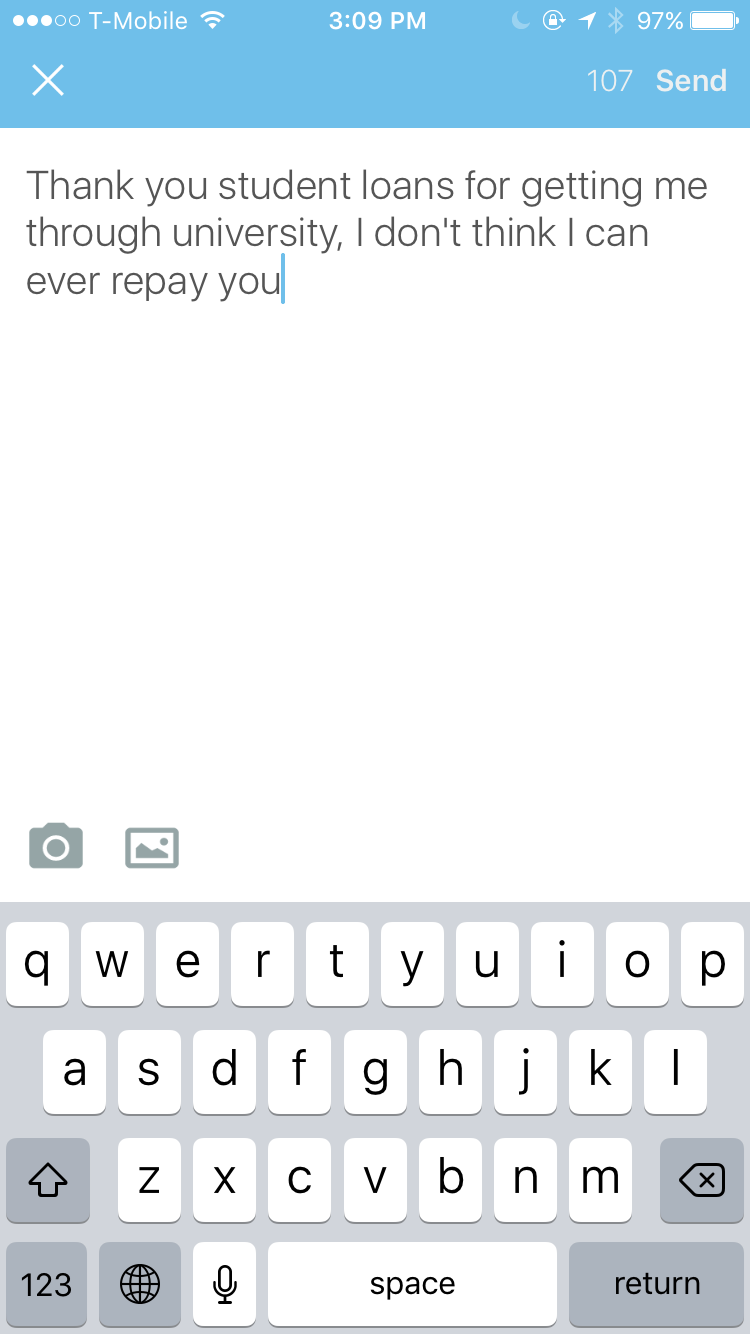 T-Mobile 3:09 PM 97%
107 Send
Thank you student loans for getting me
through university, I don't think I can
ever repay you
q w e r t y u i o p
a s d f g h j k l
z x c v b n m
123 space return